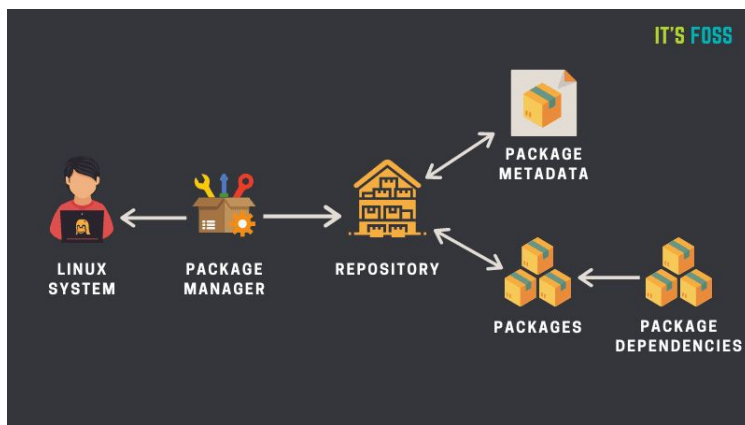 IT'S FOSS
PACKAGE
METADATA
LINUX
SYSTEM
PACKAGE
MANAGER
REPOSITORY
PACKAGES
PACKAGE
DEPENDENCIES